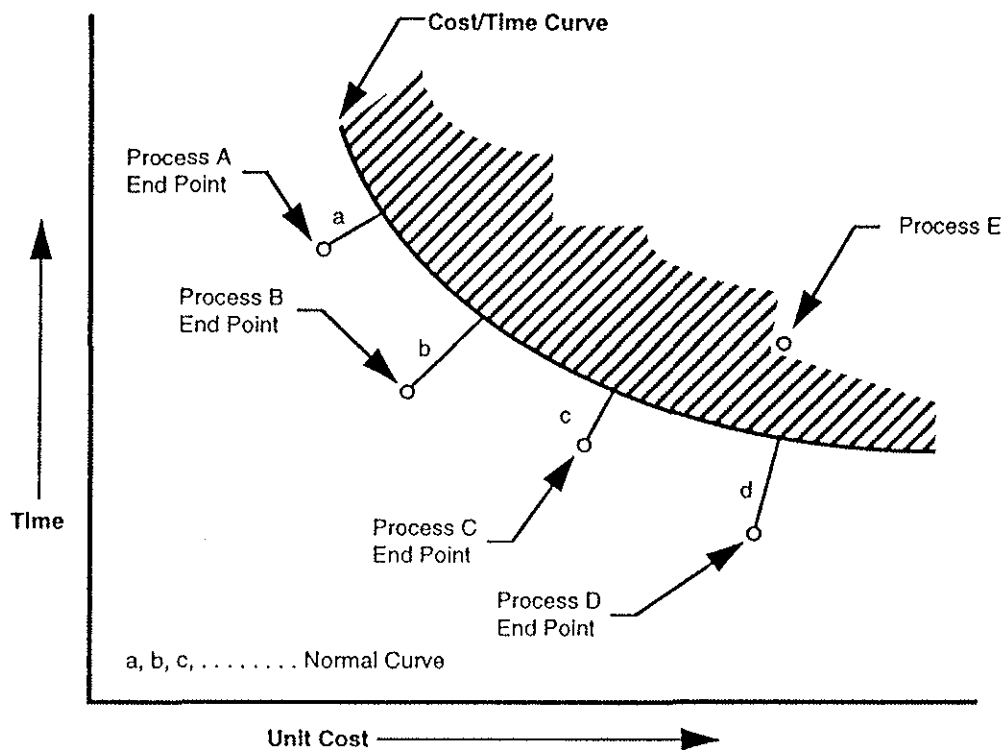 Cost/Time Curve
Process A
End Point
a
Process E
Process B
End Point
b
c
d
Time
Process C
End Point
Process D
End Point
a, b, c, . . . . . . . . Normal Curve
Unit Cost